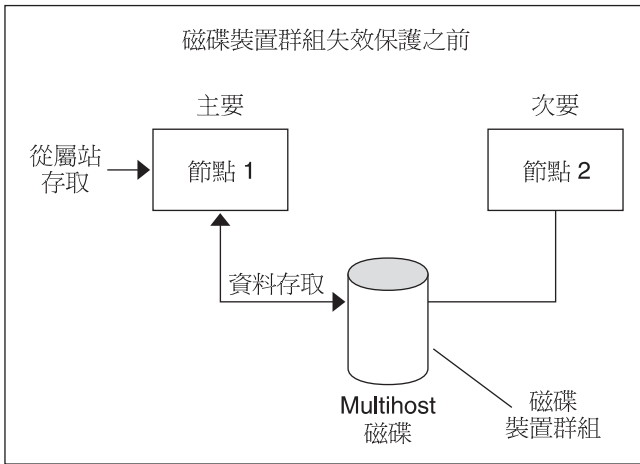 磁碟裝置群組失效保護之前
主要
次要
從屬站
存取
節點 1
節點 2
資料存取
Multihost
磁碟
磁碟
裝置群組